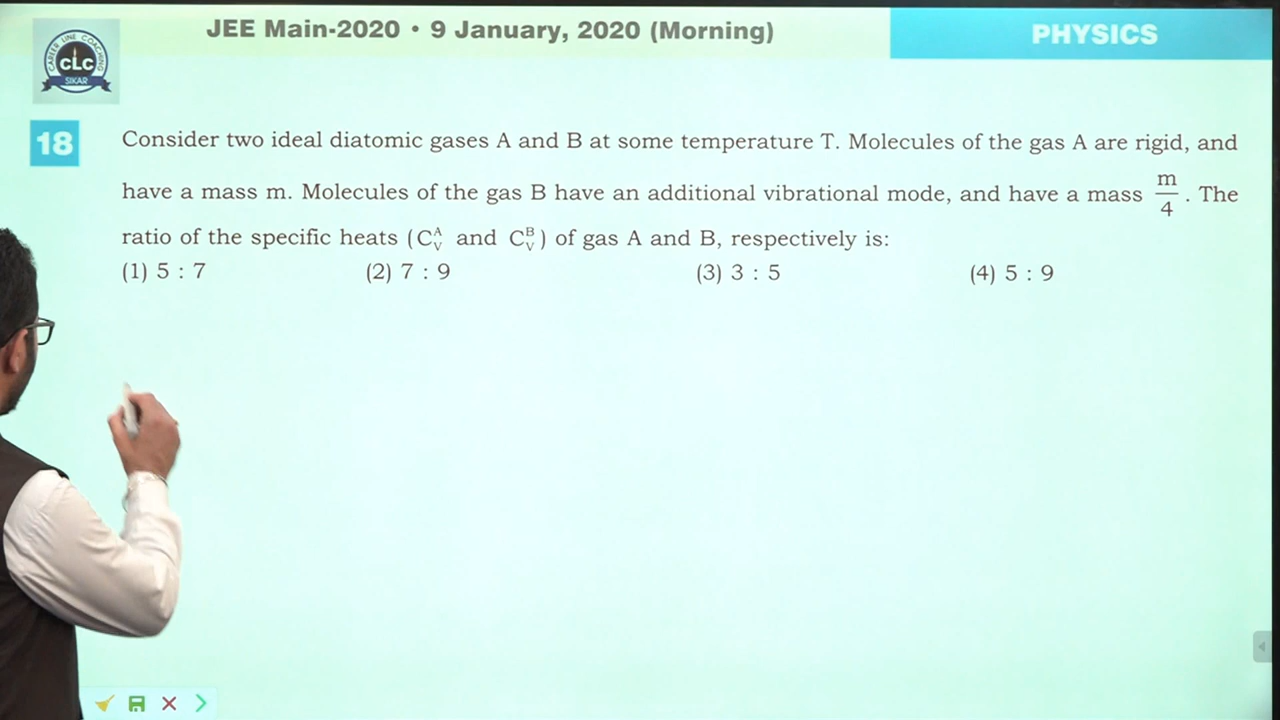 JEE Main-2020 • 9 January, 2020 (Morning)
PHYSICS
CAREER LINE COACHING
CLC
SIKAR
18
Consider two ideal diatomic gases A and B at some temperature T. Molecules of the gas A are rigid, and
have a mass m. Molecules of the gas B have an additional vibrational mode, and have a mass m/4 . The
ratio of the specific heats (C_V^A and C_V^B) of gas A and B, respectively is:
(1) 5 : 7 (2) 7 : 9 (3) 3 : 5 (4) 5 : 9